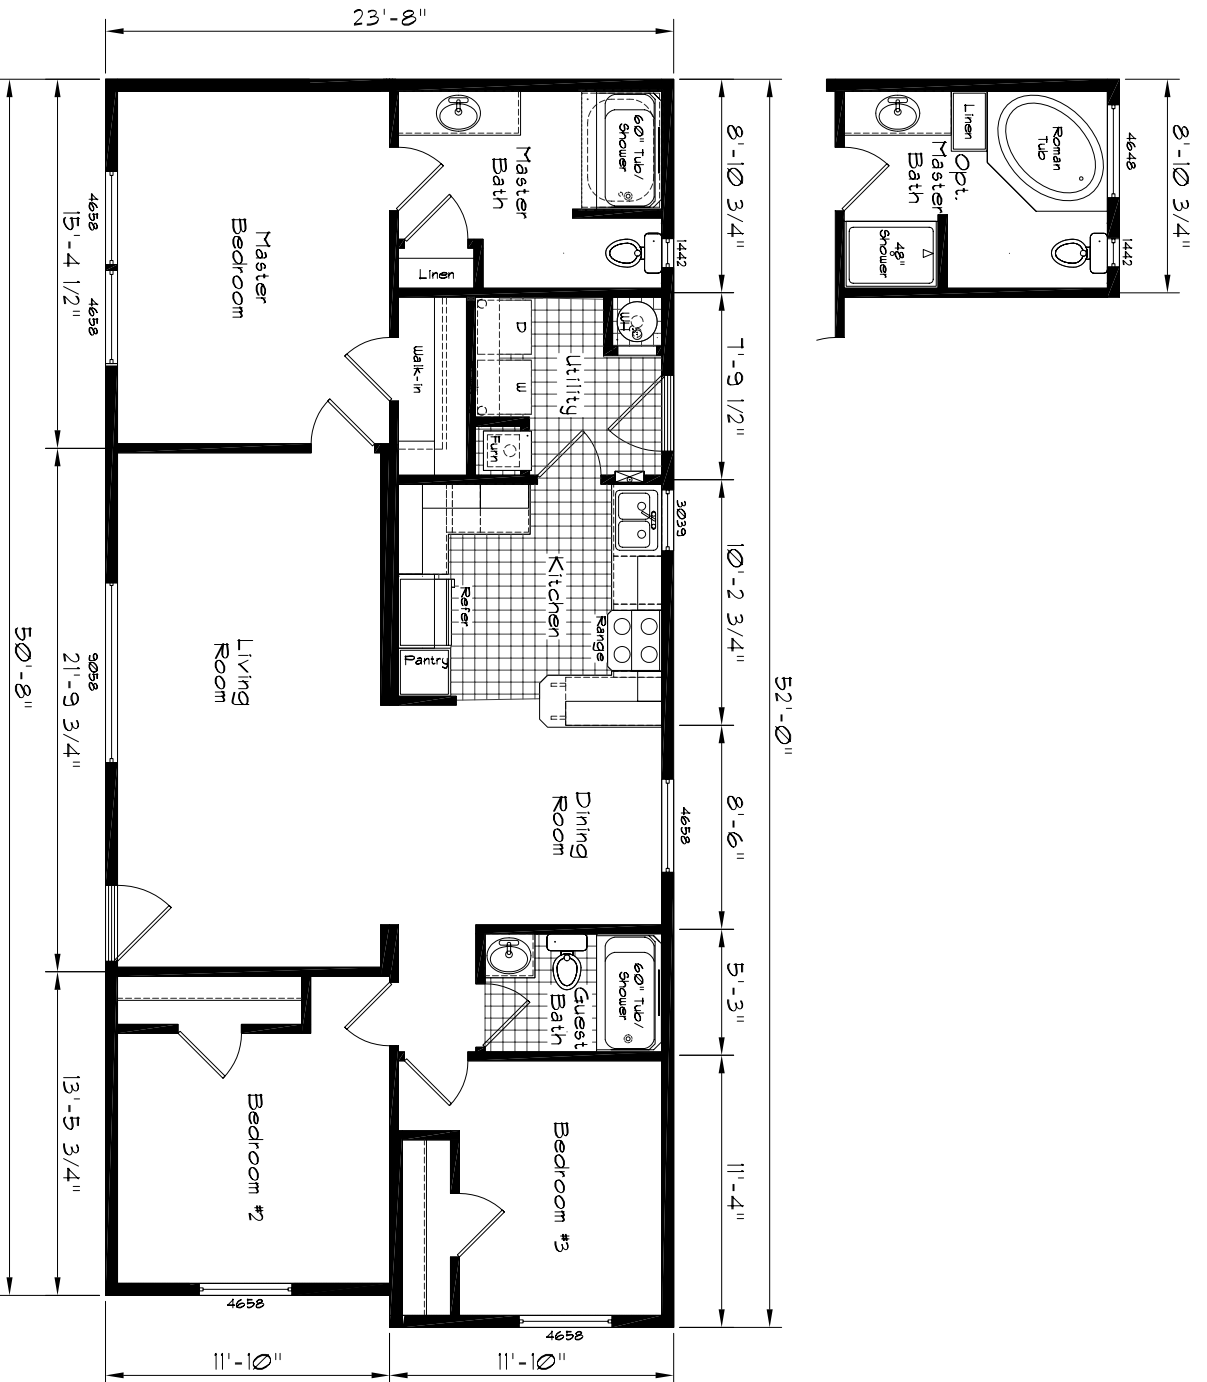 23'-8"
8'-10 3/4"
7'-9 1/2"
10'-2 3/4"
8'-6"
5'-3"
11'-4"
52'-0"
50'-8"
15'-4 1/2"
21'-9 3/4"
13'-5 3/4"
11'-10"
11'-10"
4658
4658
9058
1442
3039
4658
4658
4658
Master
Bedroom
Master
Bath
60" Tub/
Shower
Linen
Walk-in
D
W
Utility
WH
Furn
Kitchen
Refer
Range
Pantry
Living
Room
Dining
Room
Guest
Bath
60" Tub/
Shower
Bedroom #2
Bedroom #3
8'-10 3/4"
4648
1442
Roman
Tub
Linen
Opt.
Master
Bath
48"
Shower